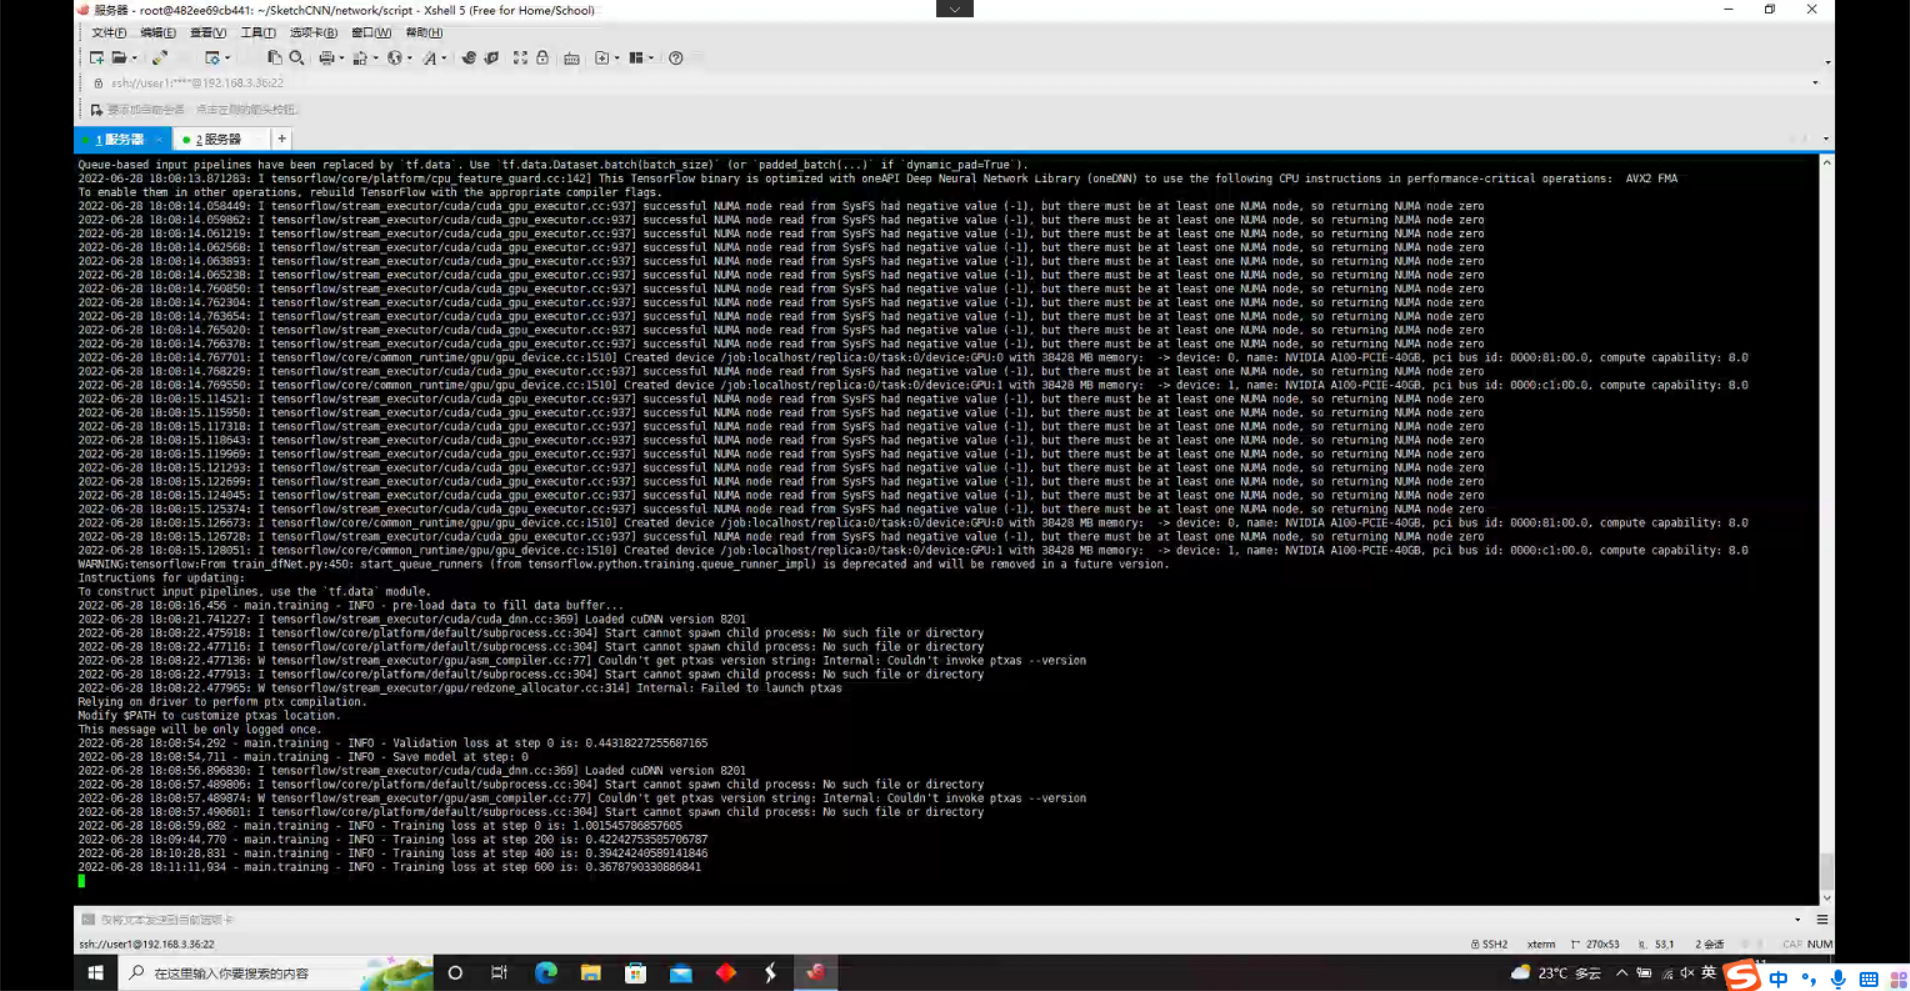 服务器 - root@482ee69cb441: ~/SketchCNN/network/script - Xshell 5 (Free for Home/School)
文件(F) 编辑(E) 查看(V) 工具(T) 选项卡(B) 窗口(W) 帮助(H)
ssh://user1:****@192.168.3.36:22
要添加当前会话，点击左侧的箭头按钮。
1 服务器 2 服务器 +
Queue-based input pipelines have been replaced by `tf.data`. Use `tf.data.Dataset.batch(batch_size)` (or `padded_batch(...)` if `dynamic_pad=True`).
2022-06-28 18:08:13.871283: I tensorflow/core/platform/cpu_feature_guard.cc:142] This TensorFlow binary is optimized with oneAPI Deep Neural Network Library (oneDNN) to use the following CPU instructions in performance-critical operations:  AVX2 FMA
To enable them in other operations, rebuild TensorFlow with the appropriate compiler flags.
2022-06-28 18:08:14.058449: I tensorflow/stream_executor/cuda/cuda_gpu_executor.cc:937] successful NUMA node read from SysFS had negative value (-1), but there must be at least one NUMA node, so returning NUMA node zero
2022-06-28 18:08:14.059862: I tensorflow/stream_executor/cuda/cuda_gpu_executor.cc:937] successful NUMA node read from SysFS had negative value (-1), but there must be at least one NUMA node, so returning NUMA node zero
2022-06-28 18:08:14.061219: I tensorflow/stream_executor/cuda/cuda_gpu_executor.cc:937] successful NUMA node read from SysFS had negative value (-1), but there must be at least one NUMA node, so returning NUMA node zero
2022-06-28 18:08:14.062568: I tensorflow/stream_executor/cuda/cuda_gpu_executor.cc:937] successful NUMA node read from SysFS had negative value (-1), but there must be at least one NUMA node, so returning NUMA node zero
2022-06-28 18:08:14.063893: I tensorflow/stream_executor/cuda/cuda_gpu_executor.cc:937] successful NUMA node read from SysFS had negative value (-1), but there must be at least one NUMA node, so returning NUMA node zero
2022-06-28 18:08:14.065238: I tensorflow/stream_executor/cuda/cuda_gpu_executor.cc:937] successful NUMA node read from SysFS had negative value (-1), but there must be at least one NUMA node, so returning NUMA node zero
2022-06-28 18:08:14.760850: I tensorflow/stream_executor/cuda/cuda_gpu_executor.cc:937] successful NUMA node read from SysFS had negative value (-1), but there must be at least one NUMA node, so returning NUMA node zero
2022-06-28 18:08:14.762304: I tensorflow/stream_executor/cuda/cuda_gpu_executor.cc:937] successful NUMA node read from SysFS had negative value (-1), but there must be at least one NUMA node, so returning NUMA node zero
2022-06-28 18:08:14.763654: I tensorflow/stream_executor/cuda/cuda_gpu_executor.cc:937] successful NUMA node read from SysFS had negative value (-1), but there must be at least one NUMA node, so returning NUMA node zero
2022-06-28 18:08:14.765020: I tensorflow/stream_executor/cuda/cuda_gpu_executor.cc:937] successful NUMA node read from SysFS had negative value (-1), but there must be at least one NUMA node, so returning NUMA node zero
2022-06-28 18:08:14.766378: I tensorflow/stream_executor/cuda/cuda_gpu_executor.cc:937] successful NUMA node read from SysFS had negative value (-1), but there must be at least one NUMA node, so returning NUMA node zero
2022-06-28 18:08:14.767701: I tensorflow/core/common_runtime/gpu/gpu_device.cc:1510] Created device /job:localhost/replica:0/task:0/device:GPU:0 with 38428 MB memory:  -> device: 0, name: NVIDIA A100-PCIE-40GB, pci bus id: 0000:81:00.0, compute capability: 8.0
2022-06-28 18:08:14.768229: I tensorflow/stream_executor/cuda/cuda_gpu_executor.cc:937] successful NUMA node read from SysFS had negative value (-1), but there must be at least one NUMA node, so returning NUMA node zero
2022-06-28 18:08:14.769550: I tensorflow/core/common_runtime/gpu/gpu_device.cc:1510] Created device /job:localhost/replica:0/task:0/device:GPU:1 with 38428 MB memory:  -> device: 1, name: NVIDIA A100-PCIE-40GB, pci bus id: 0000:c1:00.0, compute capability: 8.0
2022-06-28 18:08:15.114521: I tensorflow/stream_executor/cuda/cuda_gpu_executor.cc:937] successful NUMA node read from SysFS had negative value (-1), but there must be at least one NUMA node, so returning NUMA node zero
2022-06-28 18:08:15.115950: I tensorflow/stream_executor/cuda/cuda_gpu_executor.cc:937] successful NUMA node read from SysFS had negative value (-1), but there must be at least one NUMA node, so returning NUMA node zero
2022-06-28 18:08:15.117318: I tensorflow/stream_executor/cuda/cuda_gpu_executor.cc:937] successful NUMA node read from SysFS had negative value (-1), but there must be at least one NUMA node, so returning NUMA node zero
2022-06-28 18:08:15.118643: I tensorflow/stream_executor/cuda/cuda_gpu_executor.cc:937] successful NUMA node read from SysFS had negative value (-1), but there must be at least one NUMA node, so returning NUMA node zero
2022-06-28 18:08:15.119969: I tensorflow/stream_executor/cuda/cuda_gpu_executor.cc:937] successful NUMA node read from SysFS had negative value (-1), but there must be at least one NUMA node, so returning NUMA node zero
2022-06-28 18:08:15.121293: I tensorflow/stream_executor/cuda/cuda_gpu_executor.cc:937] successful NUMA node read from SysFS had negative value (-1), but there must be at least one NUMA node, so returning NUMA node zero
2022-06-28 18:08:15.122699: I tensorflow/stream_executor/cuda/cuda_gpu_executor.cc:937] successful NUMA node read from SysFS had negative value (-1), but there must be at least one NUMA node, so returning NUMA node zero
2022-06-28 18:08:15.124045: I tensorflow/stream_executor/cuda/cuda_gpu_executor.cc:937] successful NUMA node read from SysFS had negative value (-1), but there must be at least one NUMA node, so returning NUMA node zero
2022-06-28 18:08:15.125374: I tensorflow/stream_executor/cuda/cuda_gpu_executor.cc:937] successful NUMA node read from SysFS had negative value (-1), but there must be at least one NUMA node, so returning NUMA node zero
2022-06-28 18:08:15.126673: I tensorflow/core/common_runtime/gpu/gpu_device.cc:1510] Created device /job:localhost/replica:0/task:0/device:GPU:0 with 38428 MB memory:  -> device: 0, name: NVIDIA A100-PCIE-40GB, pci bus id: 0000:81:00.0, compute capability: 8.0
2022-06-28 18:08:15.126728: I tensorflow/stream_executor/cuda/cuda_gpu_executor.cc:937] successful NUMA node read from SysFS had negative value (-1), but there must be at least one NUMA node, so returning NUMA node zero
2022-06-28 18:08:15.128051: I tensorflow/core/common_runtime/gpu/gpu_device.cc:1510] Created device /job:localhost/replica:0/task:0/device:GPU:1 with 38428 MB memory:  -> device: 1, name: NVIDIA A100-PCIE-40GB, pci bus id: 0000:c1:00.0, compute capability: 8.0
WARNING:tensorflow:From train_dfNet.py:450: start_queue_runners (from tensorflow.python.training.queue_runner_impl) is deprecated and will be removed in a future version.
Instructions for updating:
To construct input pipelines, use the `tf.data` module.
2022-06-28 18:08:16,456 - main.training - INFO - pre-load data to fill data buffer...
2022-06-28 18:08:21.741227: I tensorflow/stream_executor/cuda/cuda_dnn.cc:369] Loaded cuDNN version 8201
2022-06-28 18:08:22.475918: I tensorflow/core/platform/default/subprocess.cc:304] Start cannot spawn child process: No such file or directory
2022-06-28 18:08:22.477116: I tensorflow/core/platform/default/subprocess.cc:304] Start cannot spawn child process: No such file or directory
2022-06-28 18:08:22.477136: W tensorflow/stream_executor/gpu/asm_compiler.cc:77] Couldn't get ptxas version string: Internal: Couldn't invoke ptxas --version
2022-06-28 18:08:22.477913: I tensorflow/core/platform/default/subprocess.cc:304] Start cannot spawn child process: No such file or directory
2022-06-28 18:08:22.477965: W tensorflow/stream_executor/gpu/redzone_allocator.cc:314] Internal: Failed to launch ptxas
Relying on driver to perform ptx compilation.
Modify $PATH to customize ptxas location.
This message will be only logged once.
2022-06-28 18:08:54,292 - main.training - INFO - Validation loss at step 0 is: 0.44318227255687165
2022-06-28 18:08:54,711 - main.training - INFO - Save model at step: 0
2022-06-28 18:08:56.896830: I tensorflow/stream_executor/cuda/cuda_dnn.cc:369] Loaded cuDNN version 8201
2022-06-28 18:08:57.489806: I tensorflow/core/platform/default/subprocess.cc:304] Start cannot spawn child process: No such file or directory
2022-06-28 18:08:57.489874: W tensorflow/stream_executor/gpu/asm_compiler.cc:77] Couldn't get ptxas version string: Internal: Couldn't invoke ptxas --version
2022-06-28 18:08:57.490601: I tensorflow/core/platform/default/subprocess.cc:304] Start cannot spawn child process: No such file or directory
2022-06-28 18:08:59,682 - main.training - INFO - Training loss at step 0 is: 1.001545786857605
2022-06-28 18:09:44,770 - main.training - INFO - Training loss at step 200 is: 0.42242753505706787
2022-06-28 18:10:28,831 - main.training - INFO - Training loss at step 400 is: 0.39424240589141846
2022-06-28 18:11:11,934 - main.training - INFO - Training loss at step 600 is: 0.3678790330886841
仅将文本发送到当前选项卡
ssh://user1@192.168.3.36:22 SSH2 xterm 270x53 53,1 2 会话 CAP NUM
在这里输入你要搜索的内容 23°C 多云 英 中